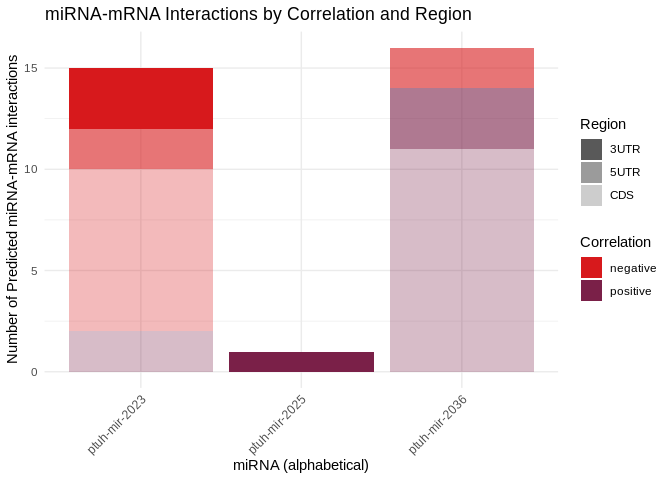 miRNA-mRNA Interactions by Correlation and Region
Number of Predicted miRNA-mRNA interactions
15
10
5
0
ptuh-mir-2023
ptuh-mir-2025
ptuh-mir-2036
miRNA (alphabetical)
Region
3UTR
5UTR
CDS
Correlation
negative
positive